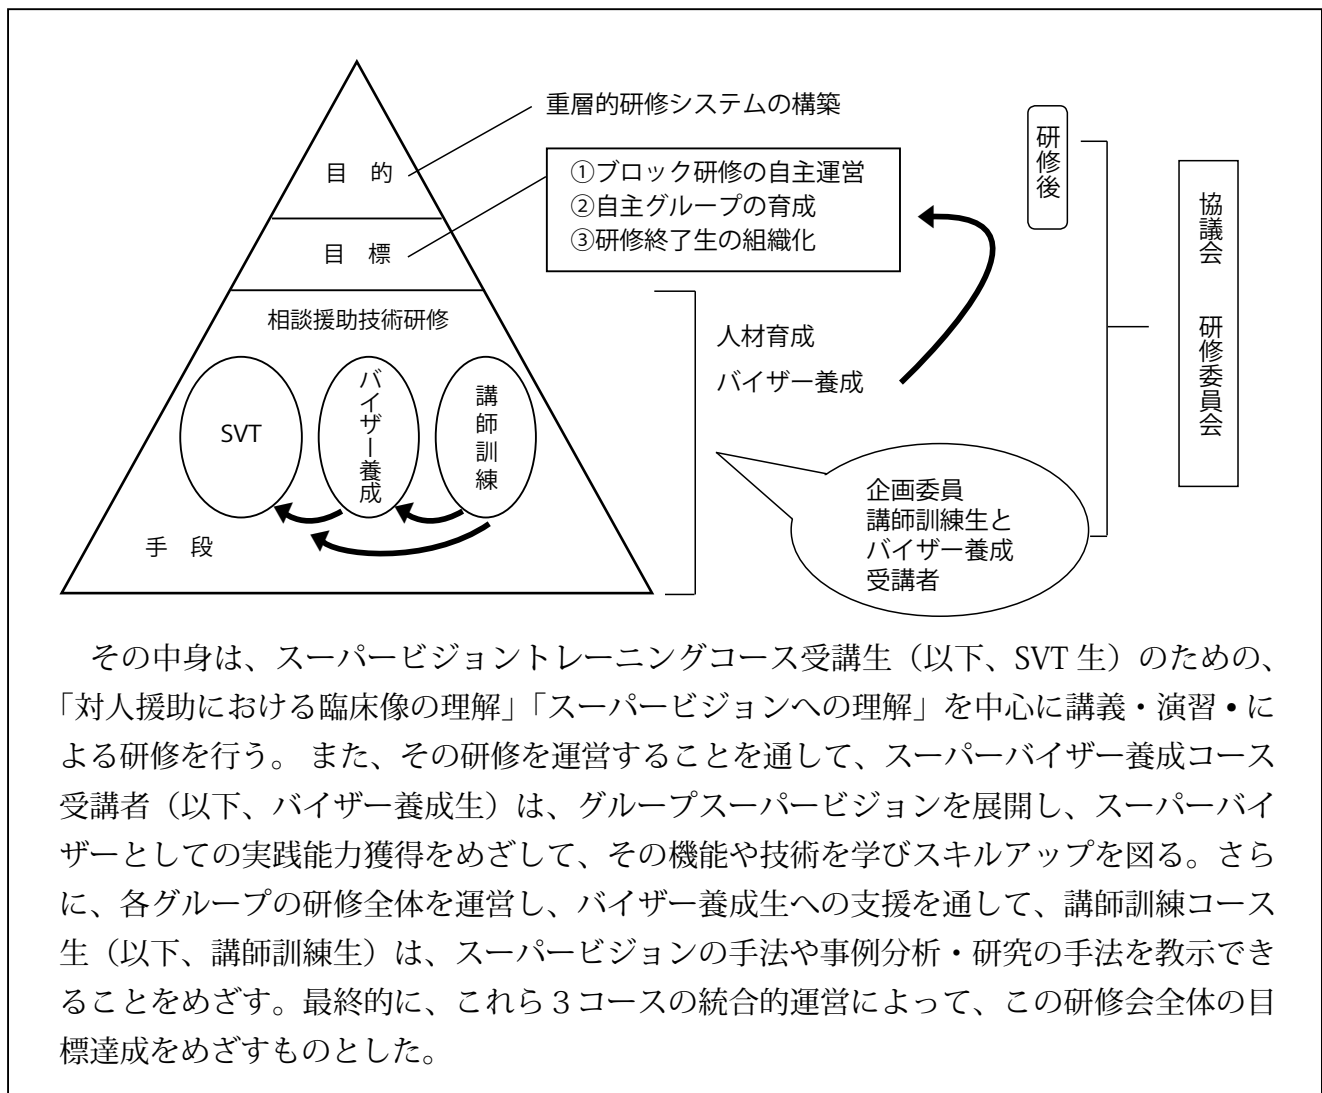 重層的研修システムの構築
目 的
①ブロック研修の自主運営
②自主グループの育成
③研修終了生の組織化
目 標
相談援助技術研修
SVT
バイザー養成
講師訓練
手 段
人材育成
バイザー養成
企画委員
講師訓練生と
バイザー養成
受講者
研修後
協議会 研修委員会
その中身は、スーパービジョントレーニングコース受講生（以下、SVT 生）のための、
「対人援助における臨床像の理解」「スーパービジョンへの理解」を中心に講義・演習•に
よる研修を行う。 また、その研修を運営することを通して、スーパーバイザー養成コース
受講者（以下、バイザー養成生）は、グループスーパービジョンを展開し、スーパーバイ
ザーとしての実践能力獲得をめざして、その機能や技術を学びスキルアップを図る。さら
に、各グループの研修全体を運営し、バイザー養成生への支援を通して、講師訓練コース
生（以下、講師訓練生）は、スーパービジョンの手法や事例分析・研究の手法を教示でき
ることをめざす。最終的に、これら３コースの統合的運営によって、この研修会全体の目
標達成をめざすものとした。